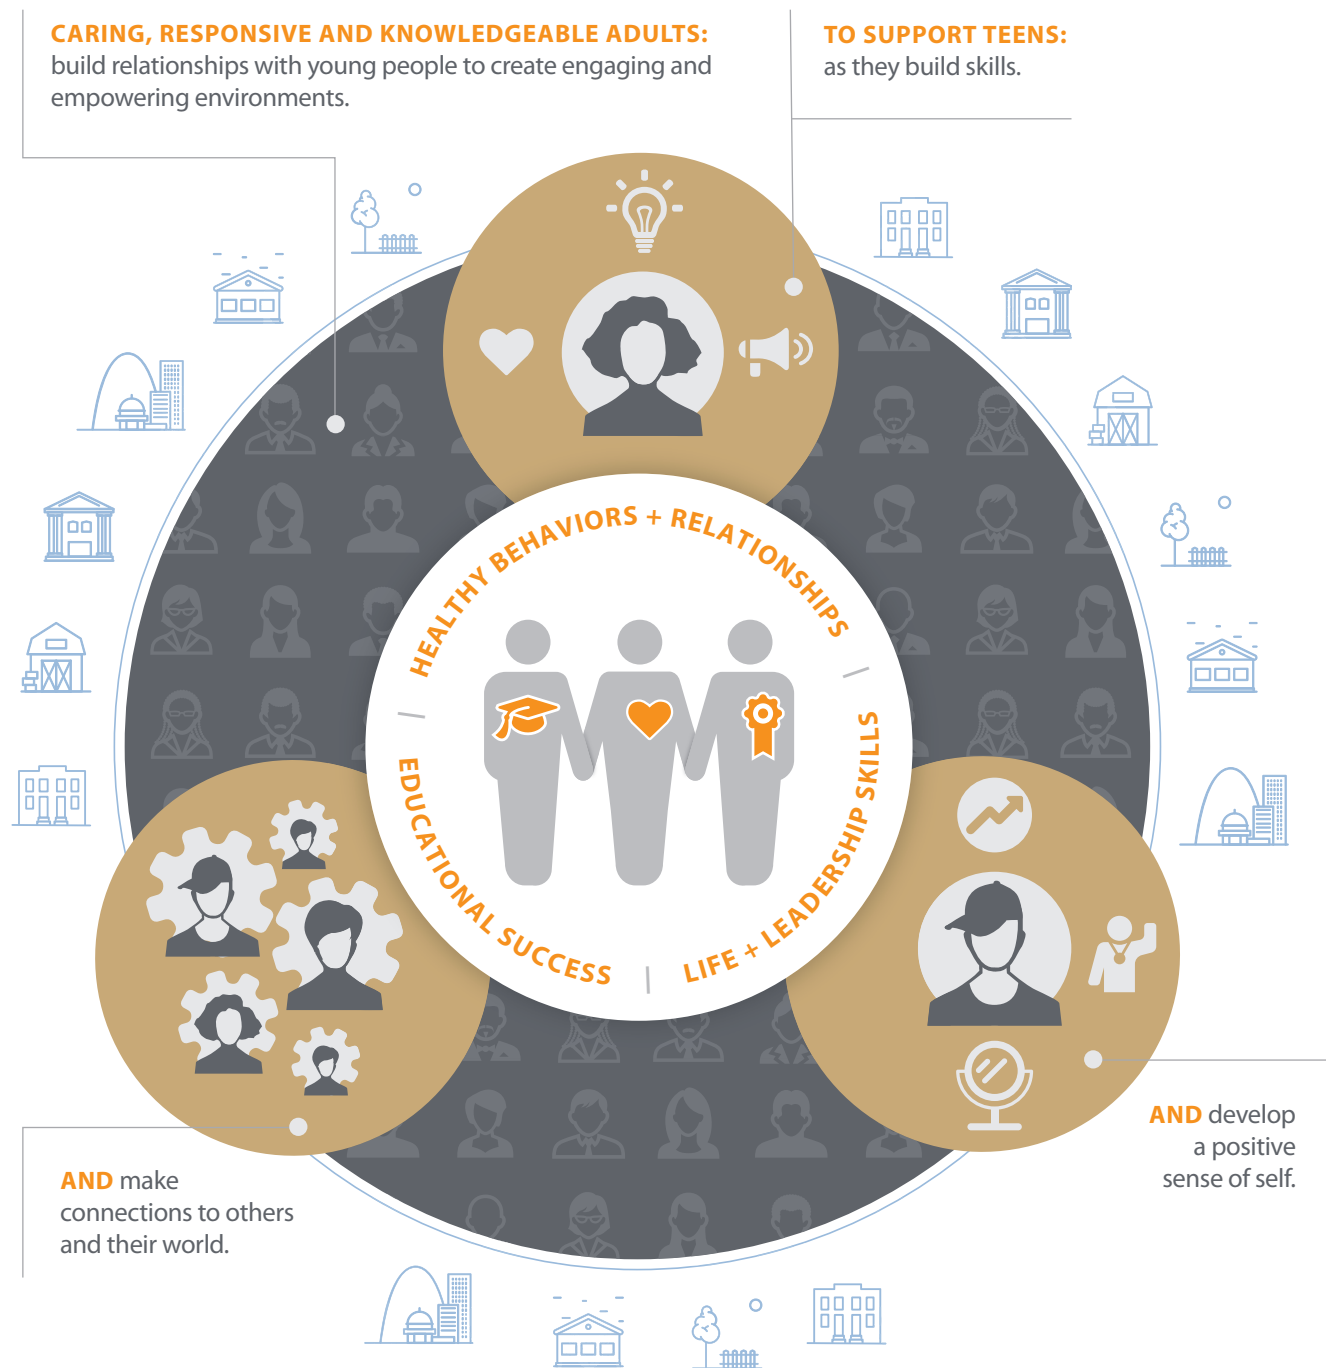 CARING, RESPONSIVE AND KNOWLEDGEABLE ADULTS:
build relationships with young people to create engaging and
empowering environments.
TO SUPPORT TEENS:
as they build skills.
HEALTHY BEHAVIORS + RELATIONSHIPS
EDUCATIONAL SUCCESS
LIFE + LEADERSHIP SKILLS
AND develop
a positive
sense of self.
AND make
connections to others
and their world.